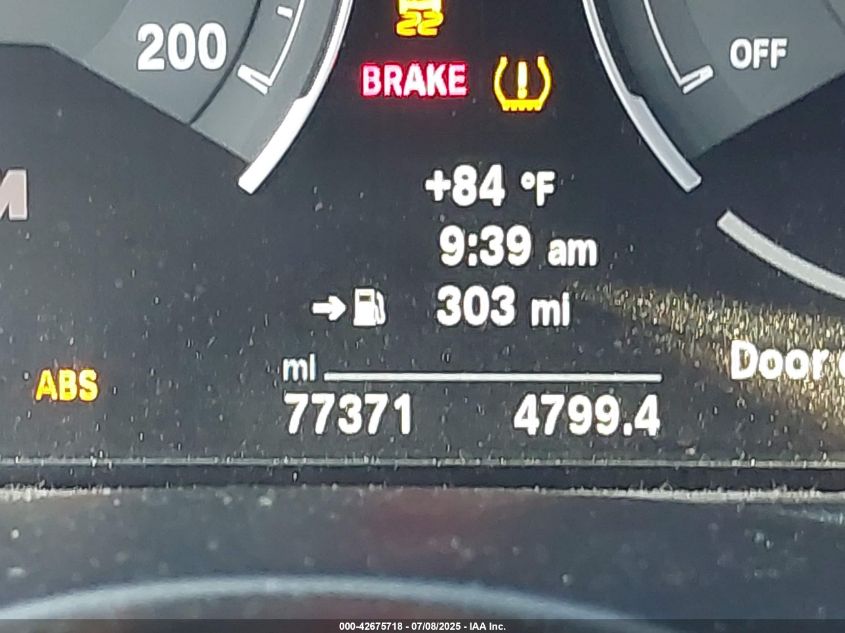 200
OFF
BRAKE
+84 °F
9:39 am
M
→ 303 mi
Door
ABS
mi
77371 4799.4
000-42675718 - 07/08/2025 - IAA Inc.